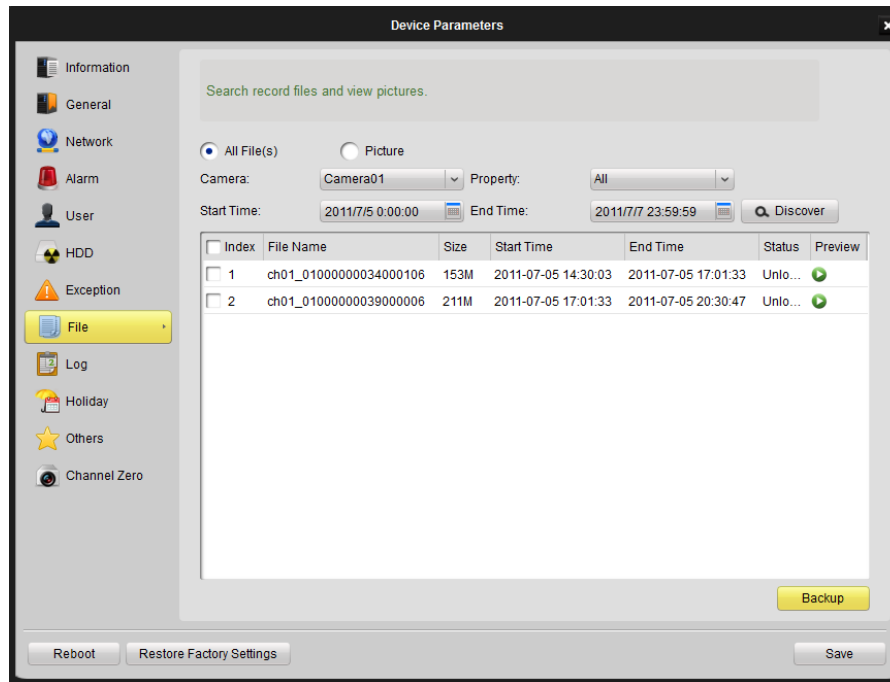 Device Parameters
Information
General
Network
Alarm
User
HDD
Exception
File
Log
Holiday
Others
Channel Zero
Search record files and view pictures.
All File(s) Picture
Camera: Camera01 Property: All
Start Time: 2011/7/5 0:00:00 End Time: 2011/7/7 23:59:59 Discover
Index File Name Size Start Time End Time Status Preview
1 ch01_01000000034000106 153M 2011-07-05 14:30:03 2011-07-05 17:01:33 Unlo...
2 ch01_01000000039000006 211M 2011-07-05 17:01:33 2011-07-05 20:30:47 Unlo...
Backup
Reboot Restore Factory Settings Save